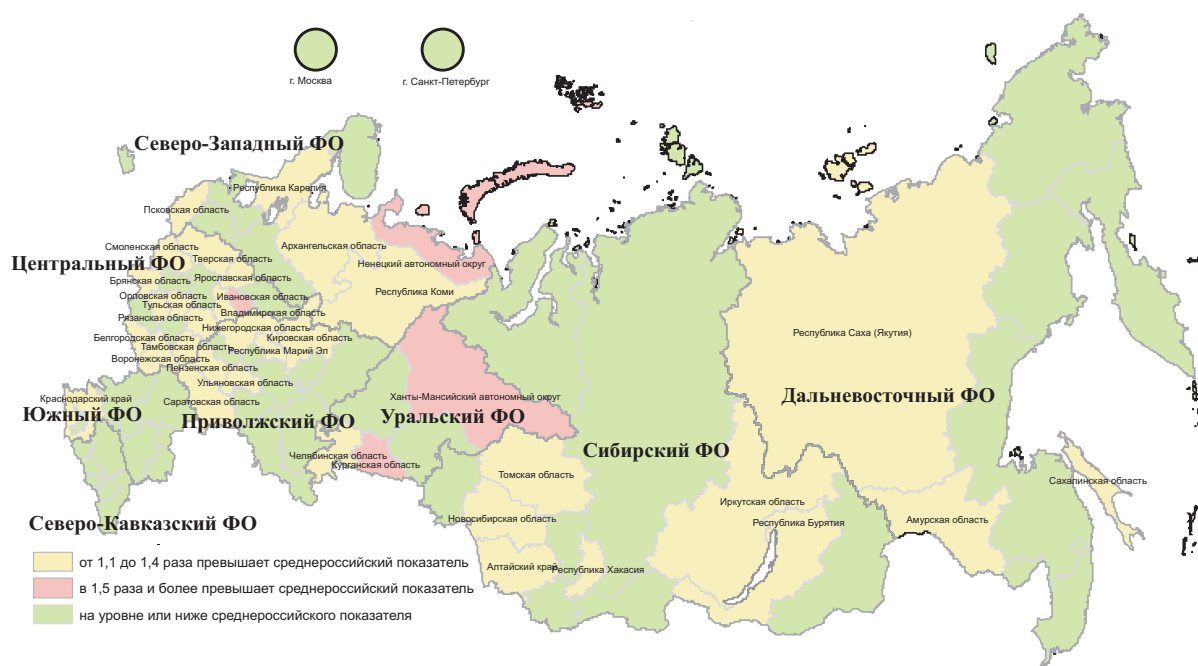 г. Москва
г. Санкт-Петербург
Северо-Западный ФО
Республика Карелия
Псковская область
Архангельская область
Смоленская область
Тверская область
Центральный ФО
Ненецкий автономный округ
Брянская область
Ярославская область
Республика Коми
Орловская область
Ивановская область
Тульская область
Владимирская область
Рязанская область
Нижегородская область
Белгородская область
Кировская область
Тамбовская область
Республика Марий Эл
Воронежская область
Пензенская область
Ульяновская область
Республика Саха (Якутия)
Краснодарский край
Саратовская область
Ханты-Мансийский автономный округ
Южный ФО
Приволжский ФО
Уральский ФО
Дальневосточный ФО
Сибирский ФО
Челябинская область
Курганская область
Томская область
Сахалинская область
Иркутская область
Новосибирская область
Республика Бурятия
Амурская область
Северо-Кавказский ФО
Алтайский край
Республика Хакасия
от 1,1 до 1,4 раза превышает среднероссийский показатель
в 1,5 раза и более превышает среднероссийский показатель
на уровне или ниже среднероссийского показателя